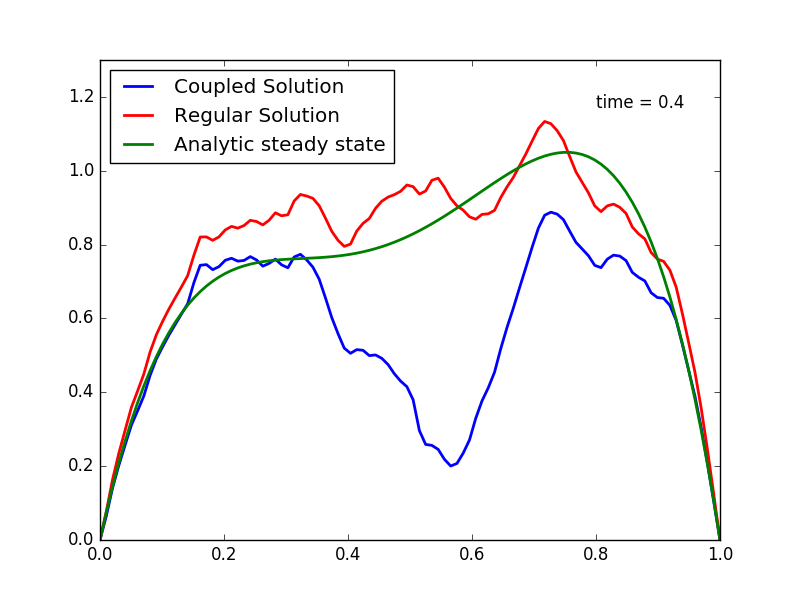 1.2
1.0
0.8
0.6
0.4
0.2
0.0
Coupled Solution
Regular Solution
Analytic steady state
time = 0.4
0.0 0.2 0.4 0.6 0.8 1.0